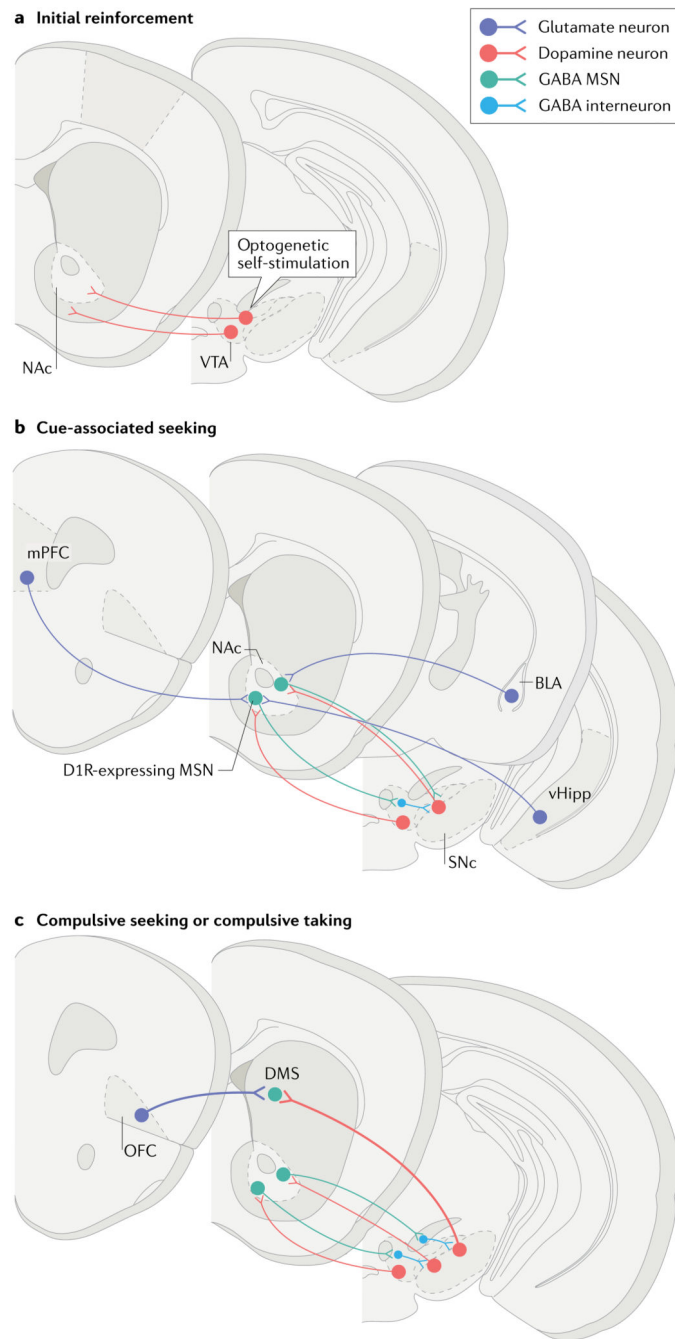 a Initial reinforcement
Glutamate neuron
Dopamine neuron
GABA MSN
GABA interneuron
Optogenetic
self-stimulation
NAc
VTA
b Cue-associated seeking
mPFC
NAc
BLA
D1R-expressing MSN
vHipp
SNc
c Compulsive seeking or compulsive taking
DMS
OFC